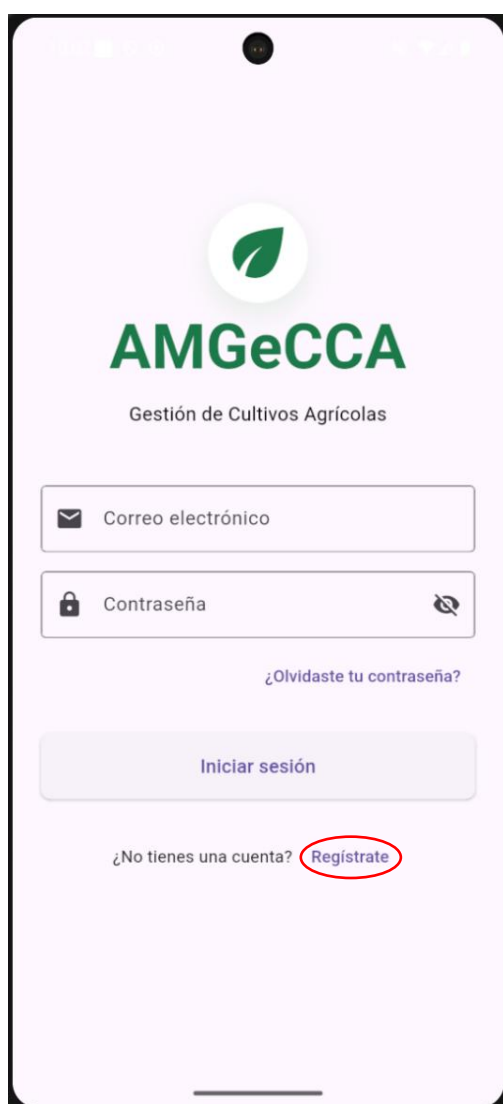 AMGeCCA
Gestión de Cultivos Agrícolas
Correo electrónico
Contraseña
¿Olvidaste tu contraseña?
Iniciar sesión
¿No tienes una cuenta? Regístrate